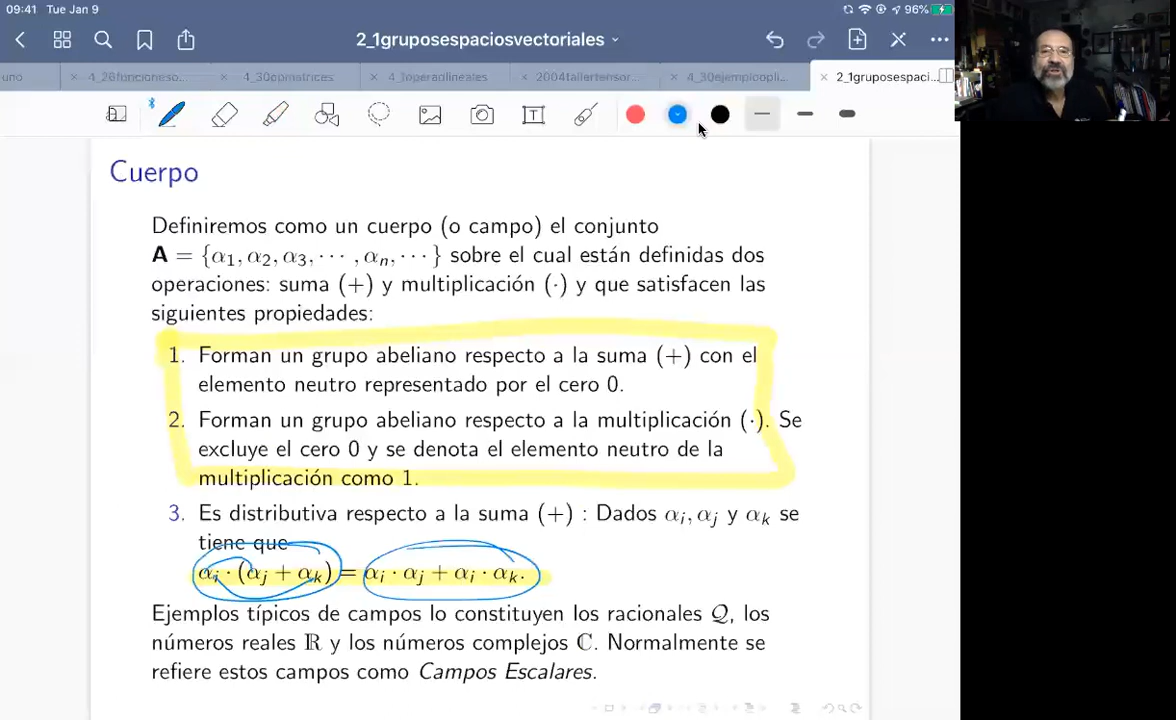 09:41 Tue Jan 9
96%
2_1gruposespaciosvectoriales
uno
4_26funcioneso...
4_30opmatrices
4_1operadlineales
2004tallertensor...
4_30ejemploopli...
2_1gruposespaci...
Cuerpo
Definiremos como un cuerpo (o campo) el conjunto
A = {α₁, α₂, α₃, ··· , αₙ, ··· } sobre el cual están definidas dos
operaciones: suma (+) y multiplicación (·) y que satisfacen las
siguientes propiedades:
1. Forman un grupo abeliano respecto a la suma (+) con el
elemento neutro representado por el cero 0.
2. Forman un grupo abeliano respecto a la multiplicación (·). Se
excluye el cero 0 y se denota el elemento neutro de la
multiplicación como 1.
3. Es distributiva respecto a la suma (+) : Dados αᵢ, αⱼ y αₖ se
tiene que
αᵢ · (αⱼ + αₖ) = αᵢ · αⱼ + αᵢ · αₖ.
Ejemplos típicos de campos lo constituyen los racionales 𝒬, los
números reales ℝ y los números complejos ℂ. Normalmente se
refiere estos campos como Campos Escalares.